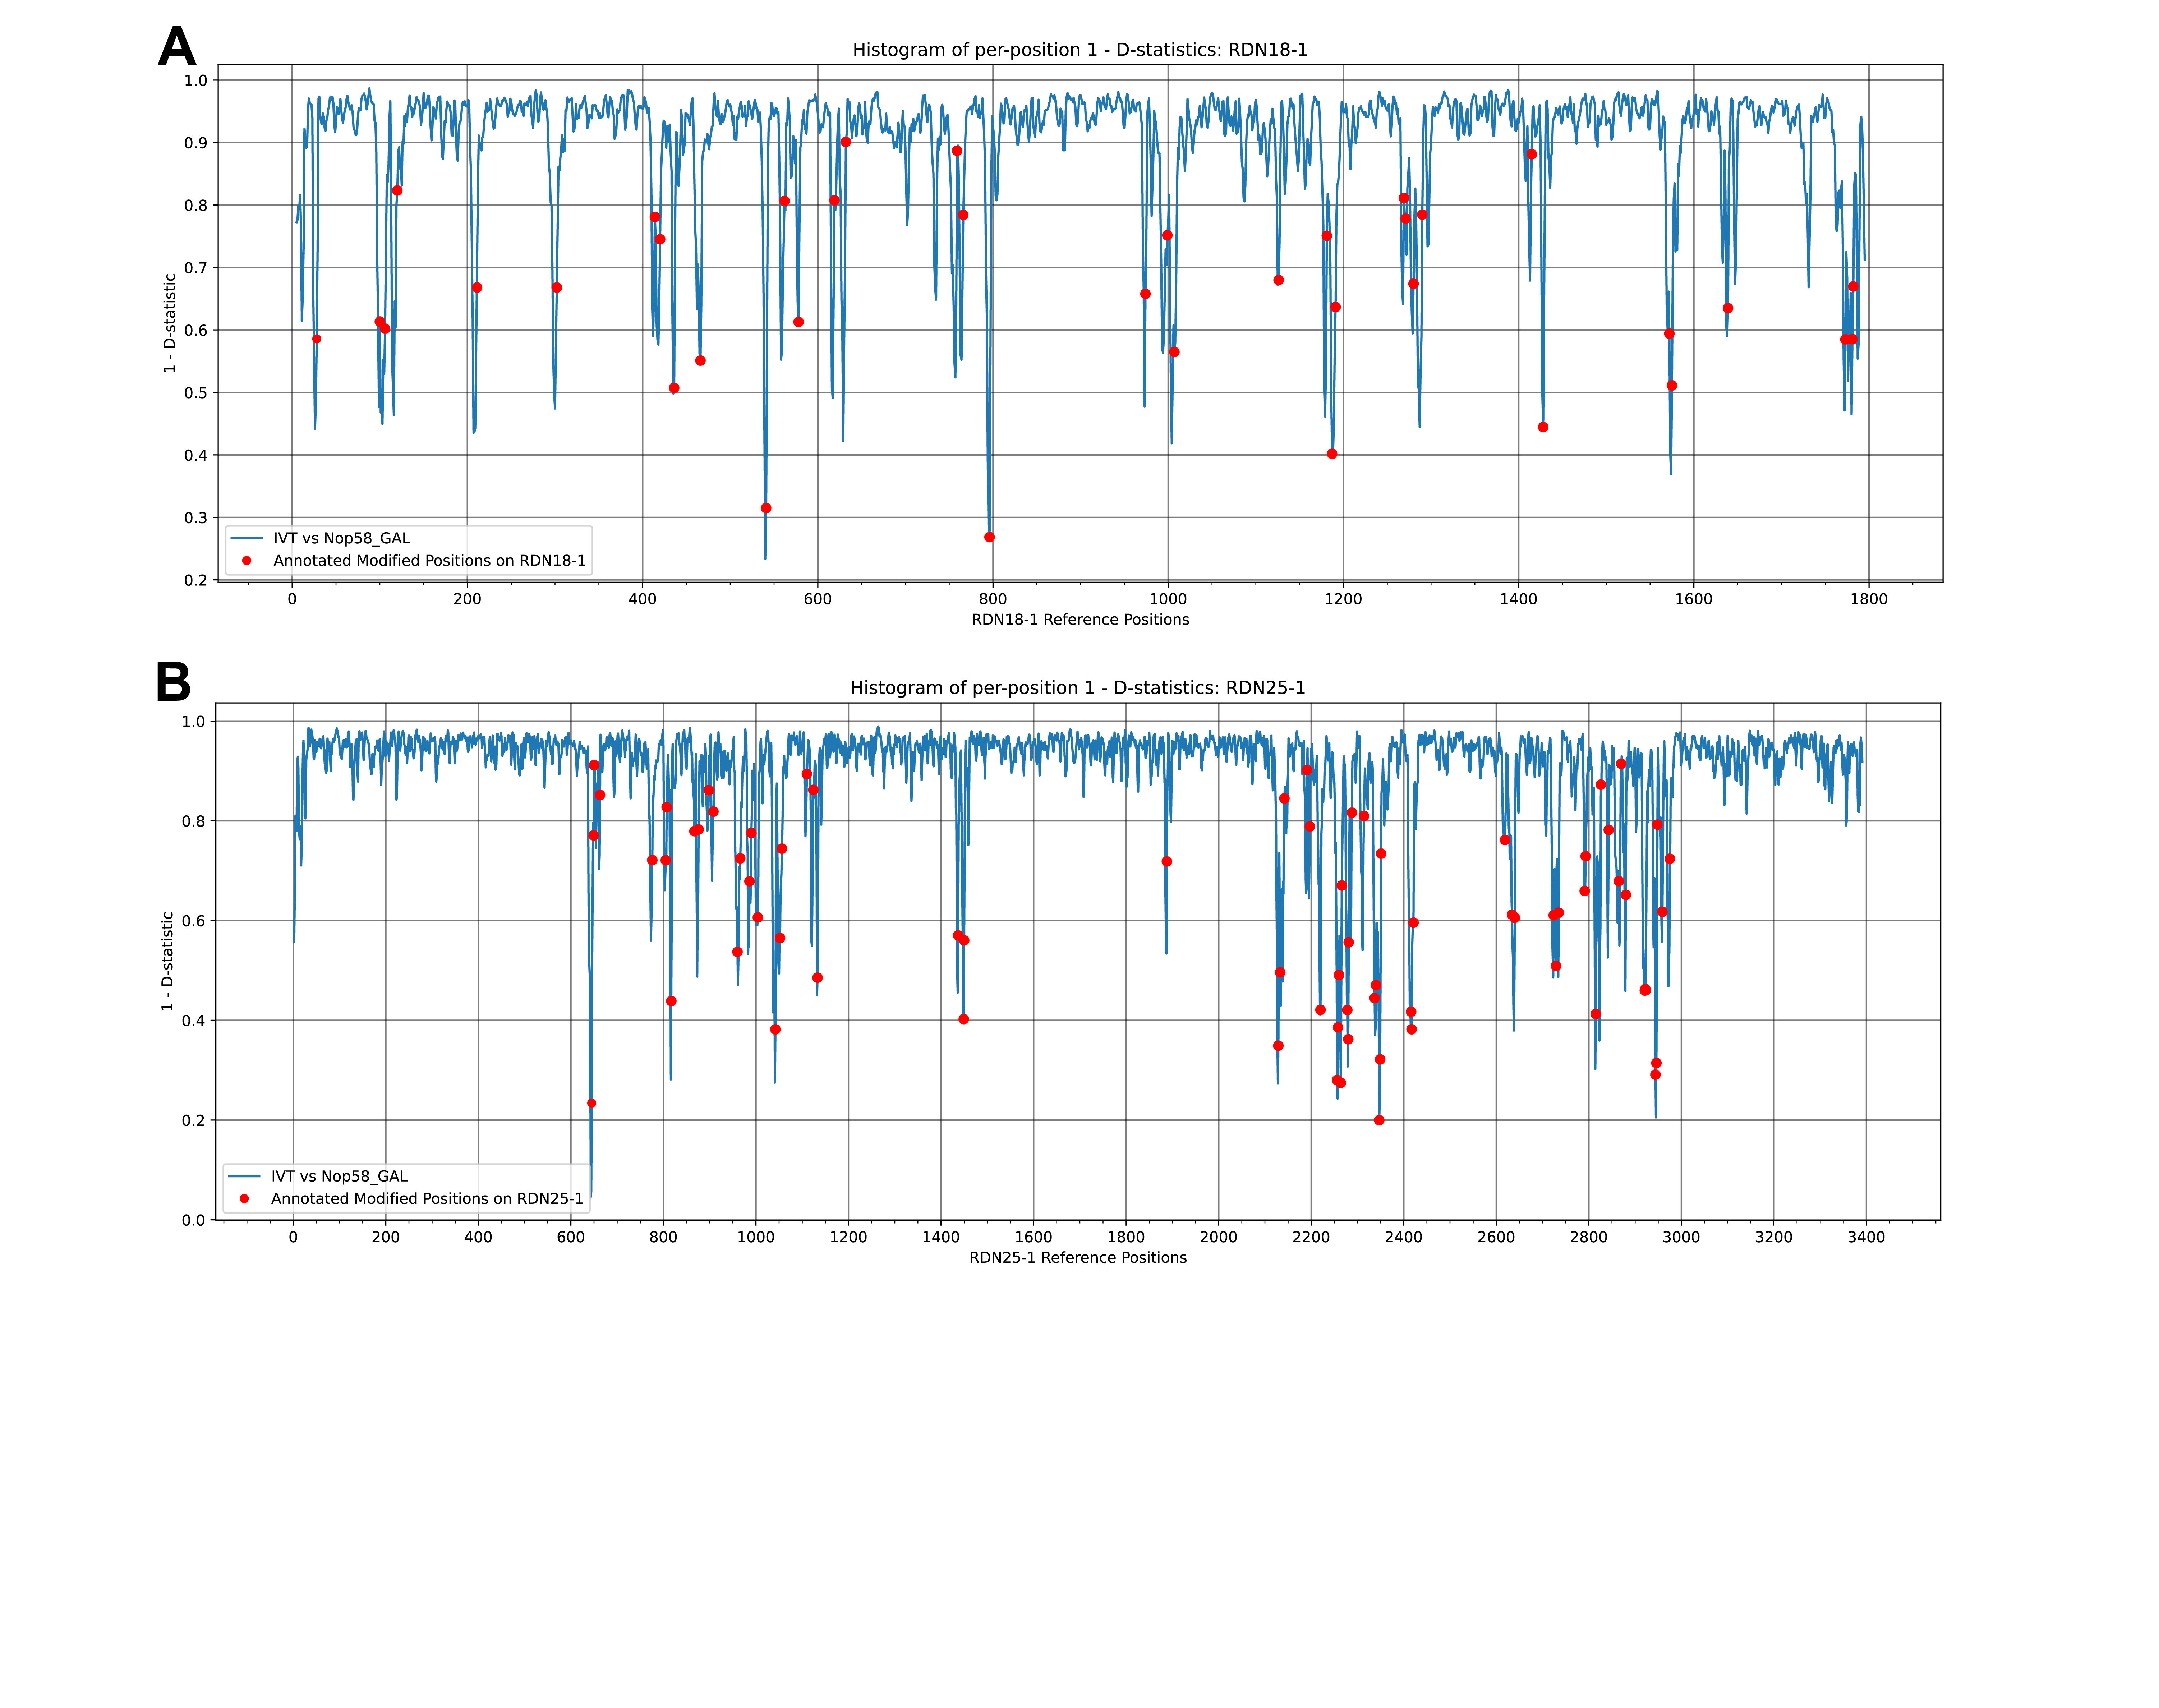 A
Histogram of per-position 1 - D-statistics: RDN18-1
1.0
0.9
0.8
0.7
0.6
0.5
0.4
0.3
0.2
1 - D-statistic
IVT vs Nop58_GAL
Annotated Modified Positions on RDN18-1
0 200 400 600 800 1000 1200 1400 1600 1800
RDN18-1 Reference Positions
B
Histogram of per-position 1 - D-statistics: RDN25-1
1.0
0.8
0.6
0.4
0.2
0.0
1 - D-statistic
IVT vs Nop58_GAL
Annotated Modified Positions on RDN25-1
0 200 400 600 800 1000 1200 1400 1600 1800 2000 2200 2400 2600 2800 3000 3200 3400
RDN25-1 Reference Positions